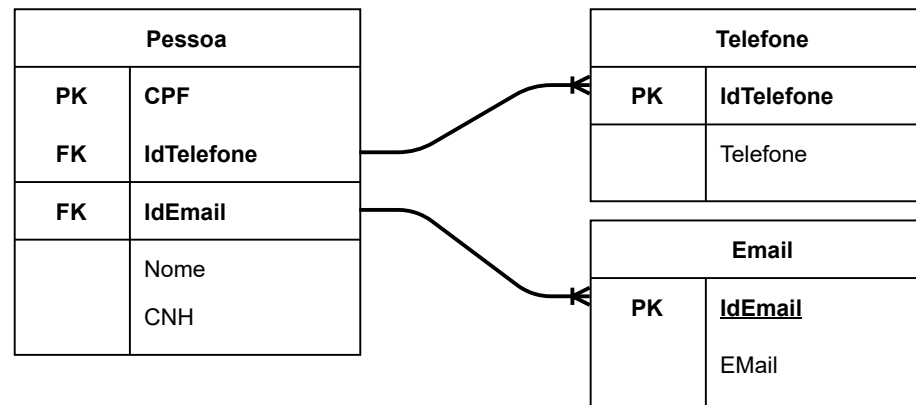 Pessoa
PK CPF
FK IdTelefone
FK IdEmail
Nome
CNH
Telefone
PK IdTelefone
Telefone
Email
PK IdEmail
EMail